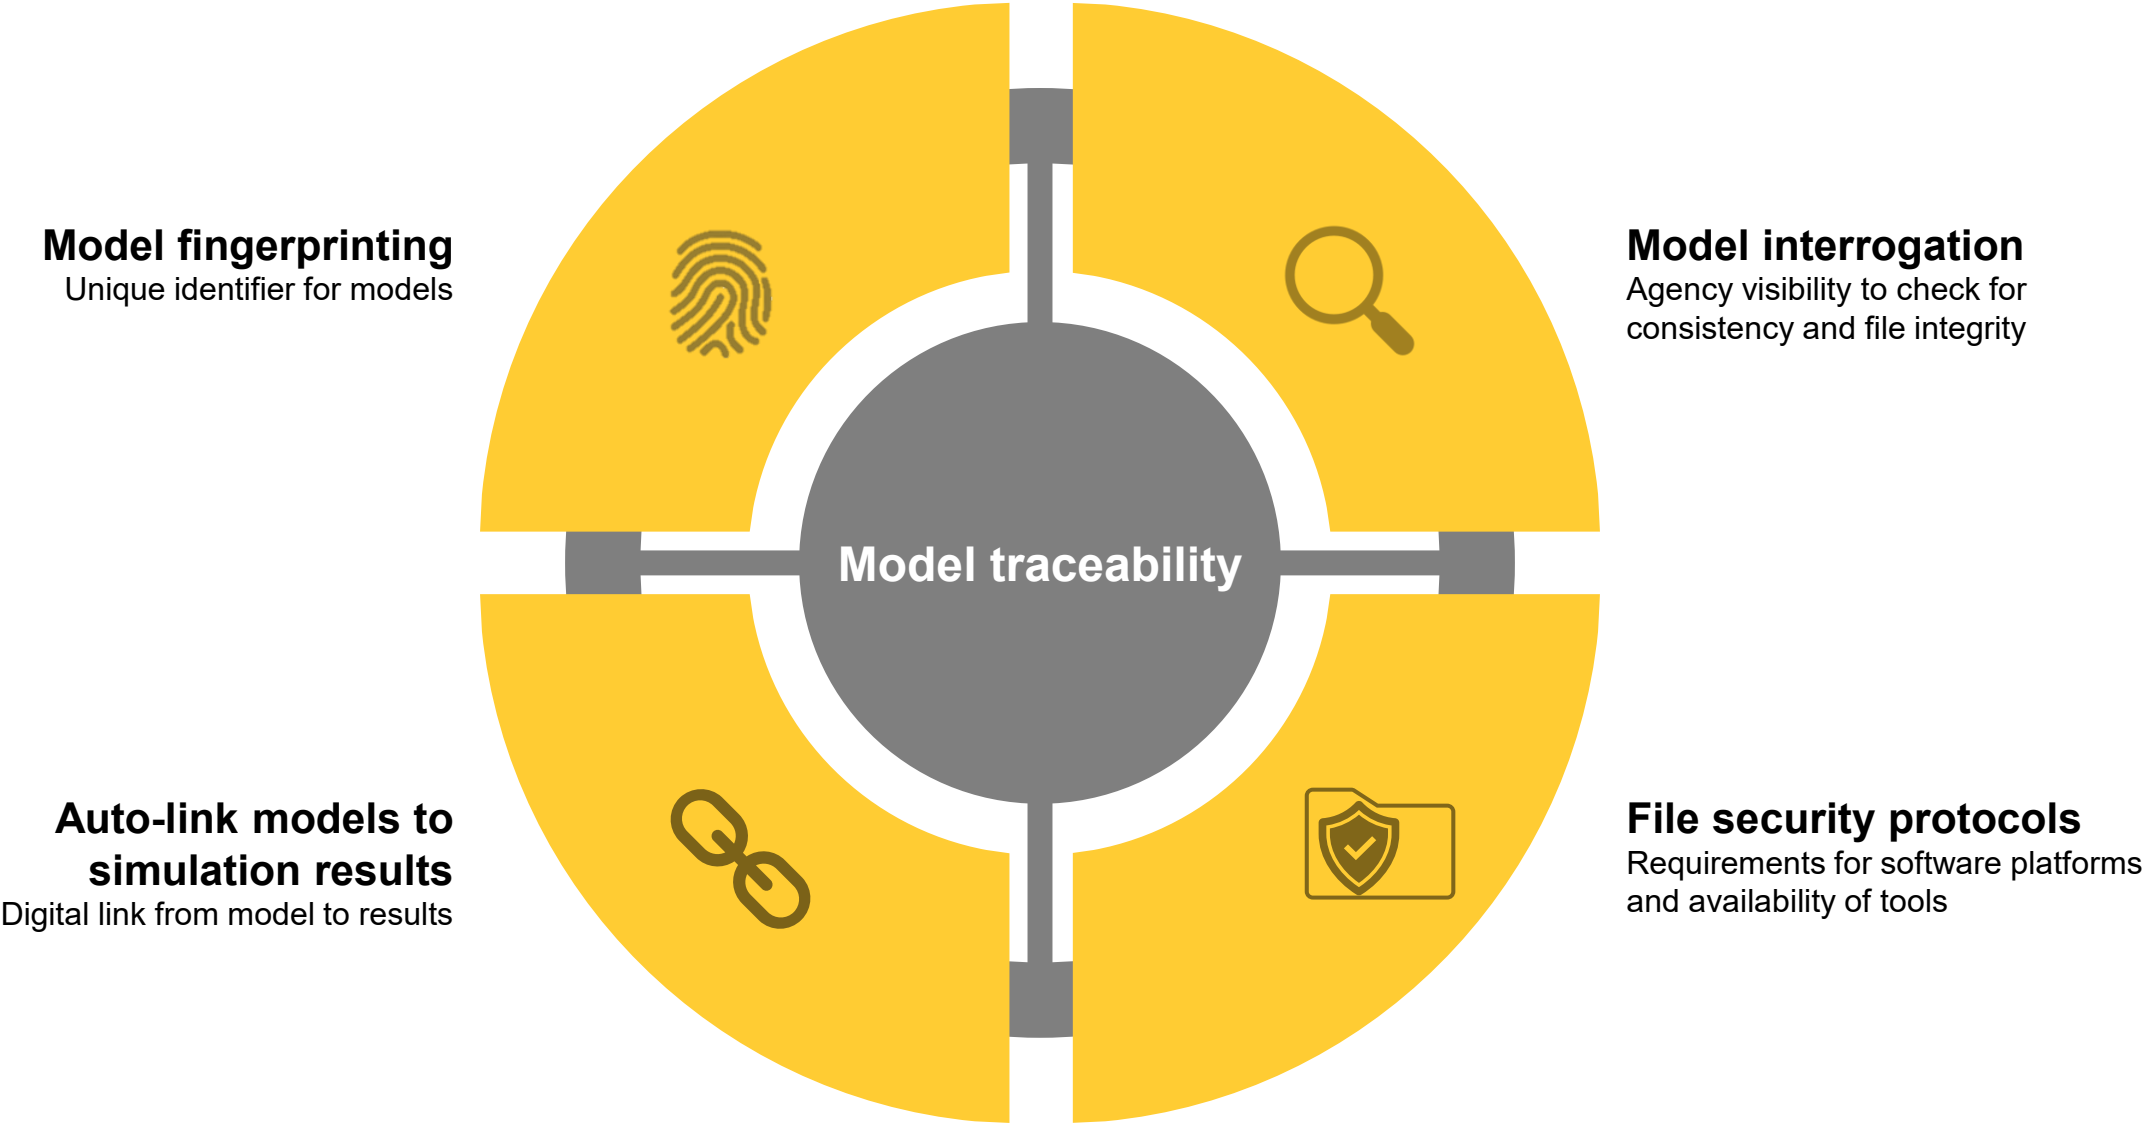 Model fingerprinting
Unique identifier for models
Model interrogation
Agency visibility to check for
consistency and file integrity
Model traceability
Auto-link models to
simulation results
Digital link from model to results
File security protocols
Requirements for software platforms
and availability of tools